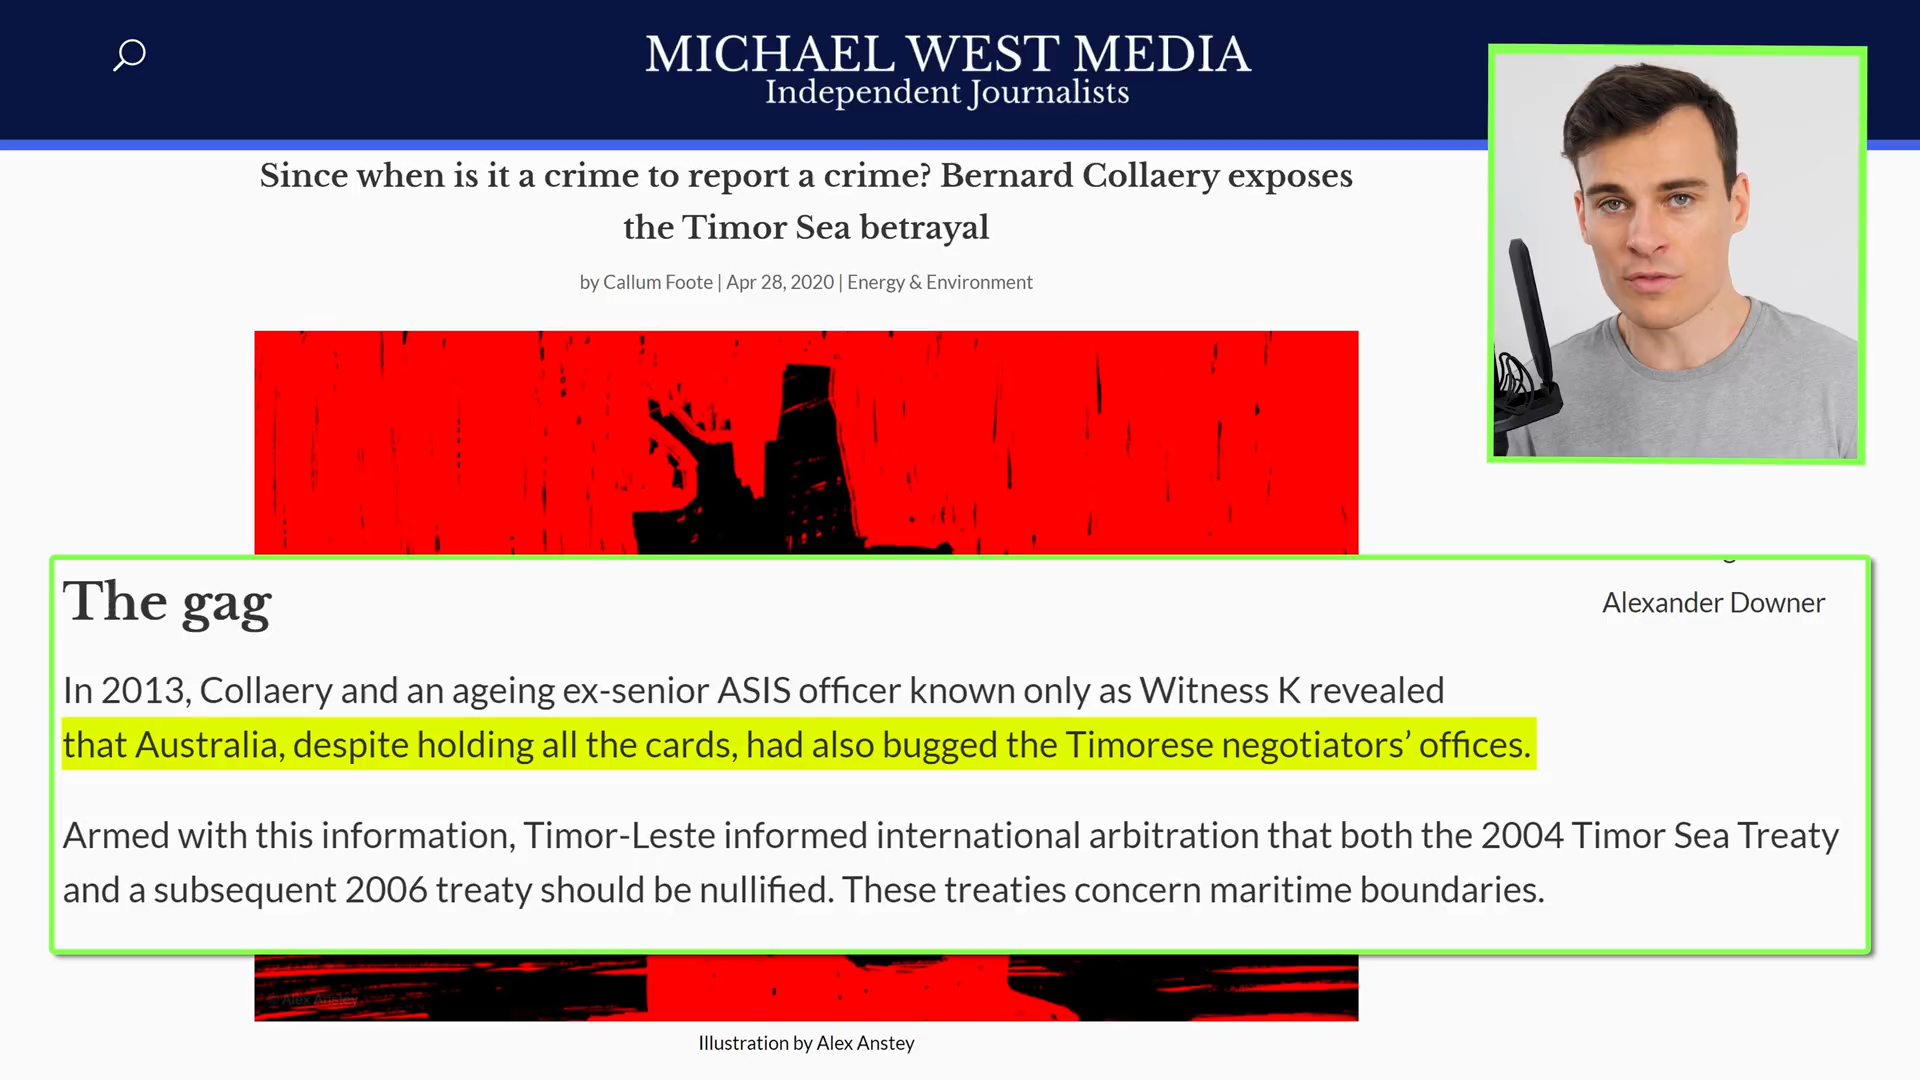 MICHAEL WEST MEDIA
Independent Journalists
Since when is it a crime to report a crime? Bernard Collaery exposes
the Timor Sea betrayal
by Callum Foote | Apr 28, 2020 | Energy & Environment
The gag
Alexander Downer
In 2013, Collaery and an ageing ex-senior ASIS officer known only as Witness K revealed
that Australia, despite holding all the cards, had also bugged the Timorese negotiators’ offices.
Armed with this information, Timor-Leste informed international arbitration that both the 2004 Timor Sea Treaty
and a subsequent 2006 treaty should be nullified. These treaties concern maritime boundaries.
© Alex Anstey
Illustration by Alex Anstey